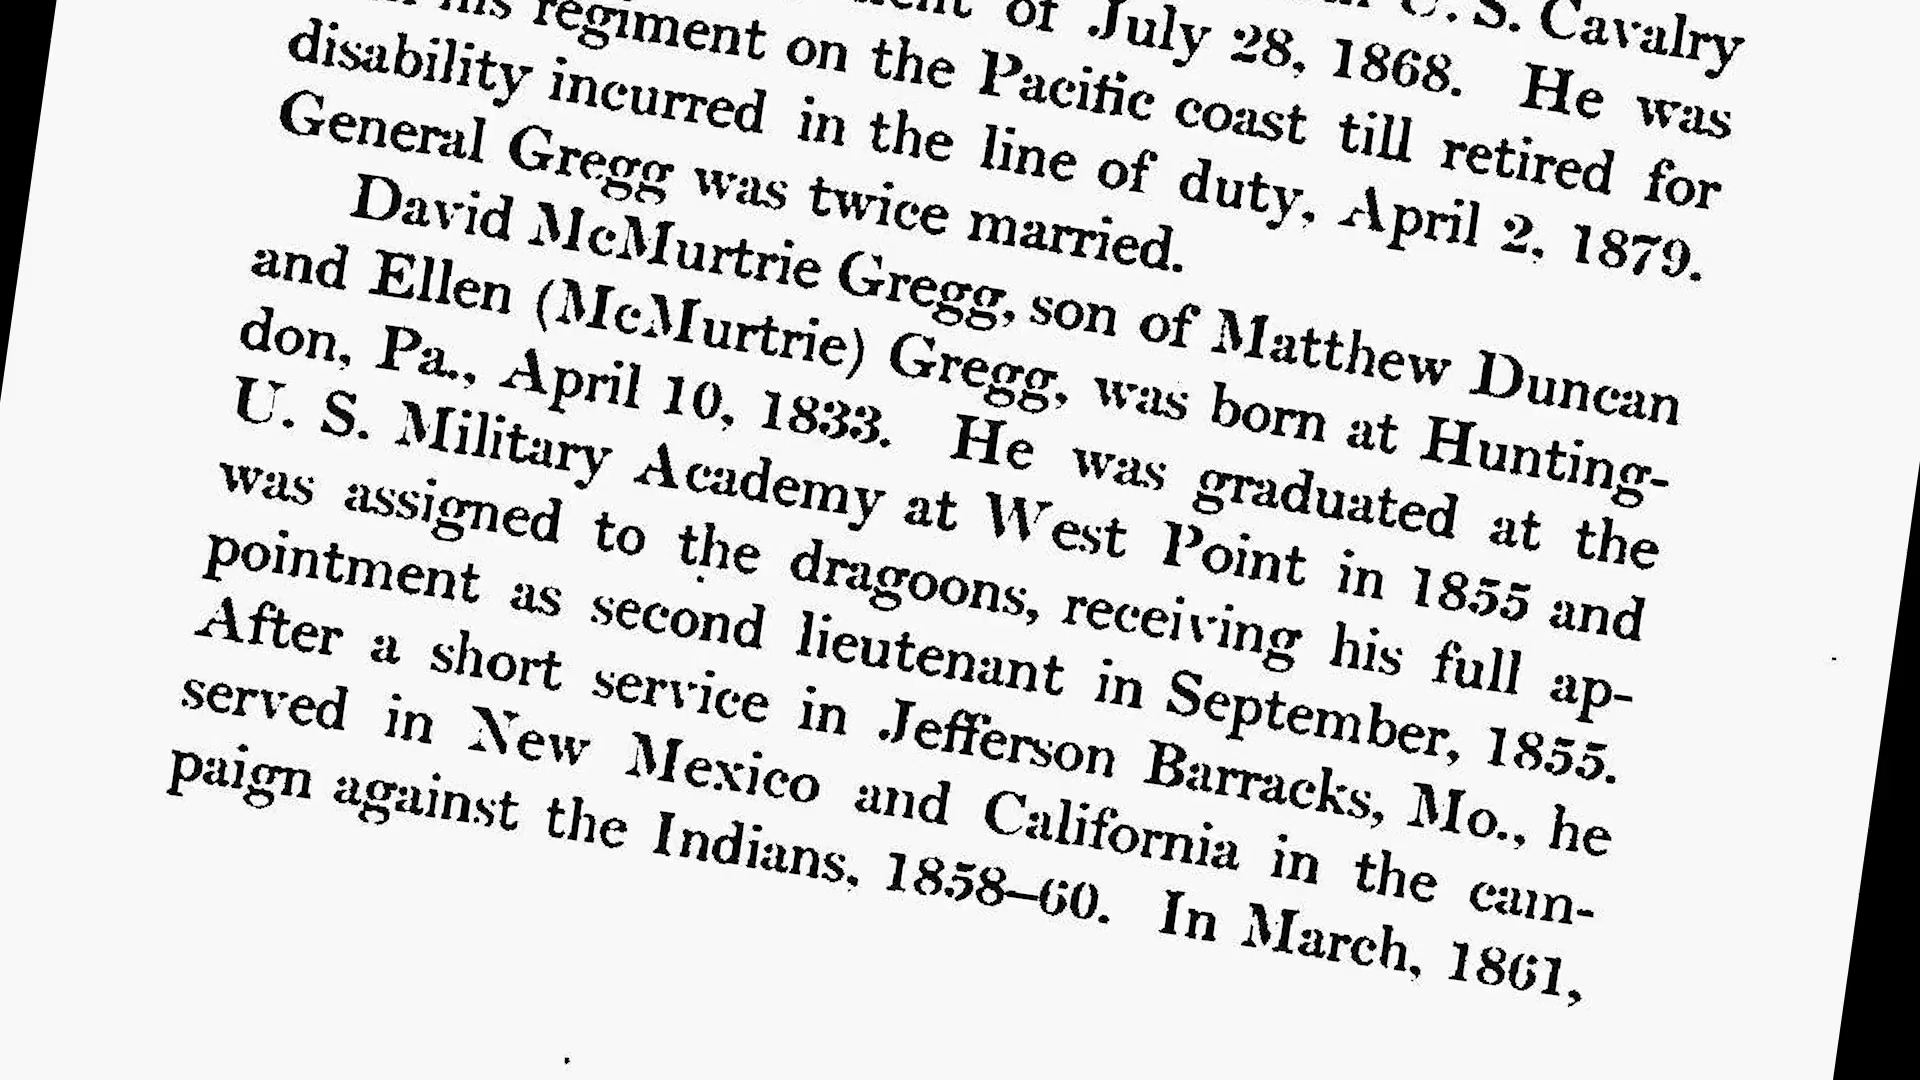 U. S. Cavalry
of July 28, 1868. He was
his regiment on the Pacific coast till retired for
disability incurred in the line of duty, April 2, 1879.
General Gregg was twice married.
David McMurtrie Gregg, son of Matthew Duncan
and Ellen (McMurtrie) Gregg, was born at Hunting-
don, Pa., April 10, 1833. He was graduated at the
U. S. Military Academy at West Point in 1855 and
was assigned to the dragoons, receiving his full ap-
pointment as second lieutenant in September, 1855.
After a short service in Jefferson Barracks, Mo., he
served in New Mexico and California in the cam-
paign against the Indians, 1858–60. In March, 1861,